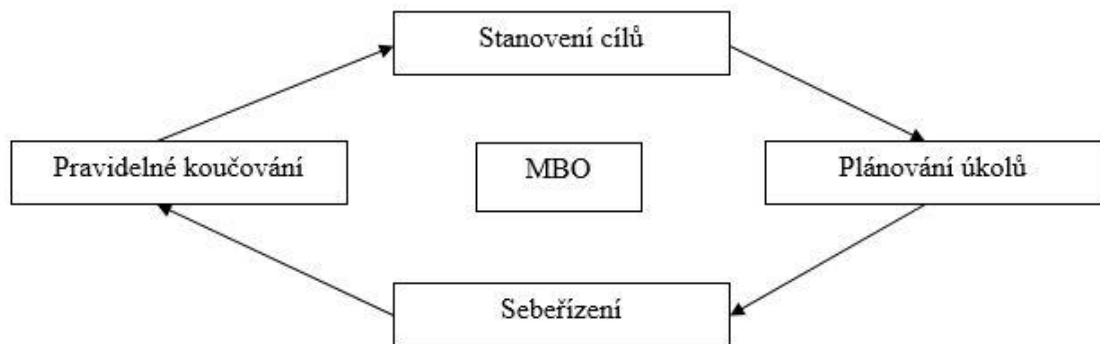 Stanovení cílů
Pravidelné koučování
MBO
Plánování úkolů
Sebeřízení